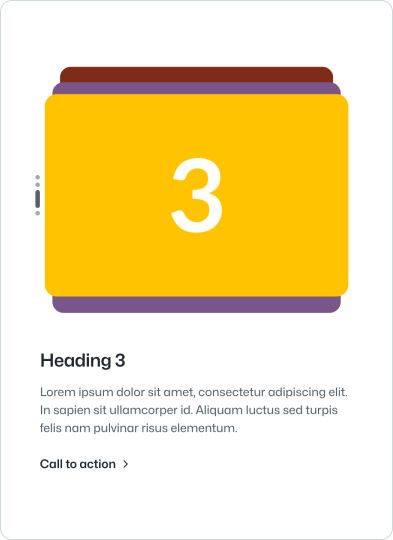 3
Heading 3
Lorem ipsum dolor sit amet, consectetur adipiscing elit.
In sapien sit ullamcorper id. Aliquam luctus sed turpis
felis nam pulvinar risus elementum.
Call to action